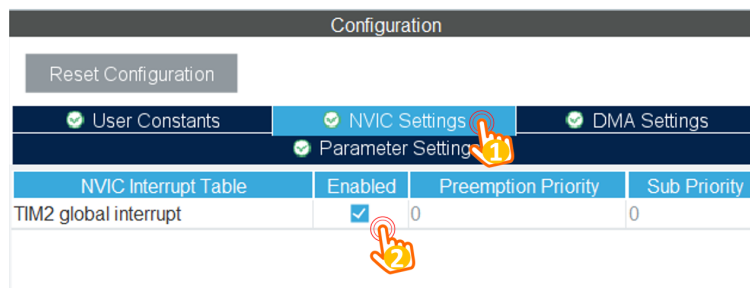 Configuration
Reset Configuration
User Constants NVIC Settings DMA Settings
1
Parameter Setting
NVIC Interrupt Table Enabled Preemption Priority Sub Priority
TIM2 global interrupt 0 0
2